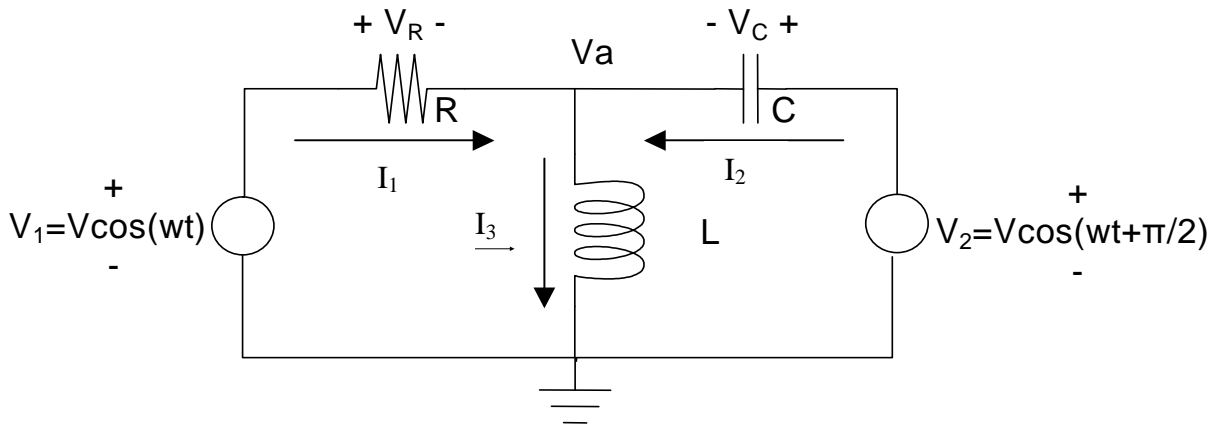 + V_R -
- V_C +
Va
R
C
I_1
I_2
+
V_1=Vcos(wt)
-
I_3
L
+
V_2=Vcos(wt+π/2)
-